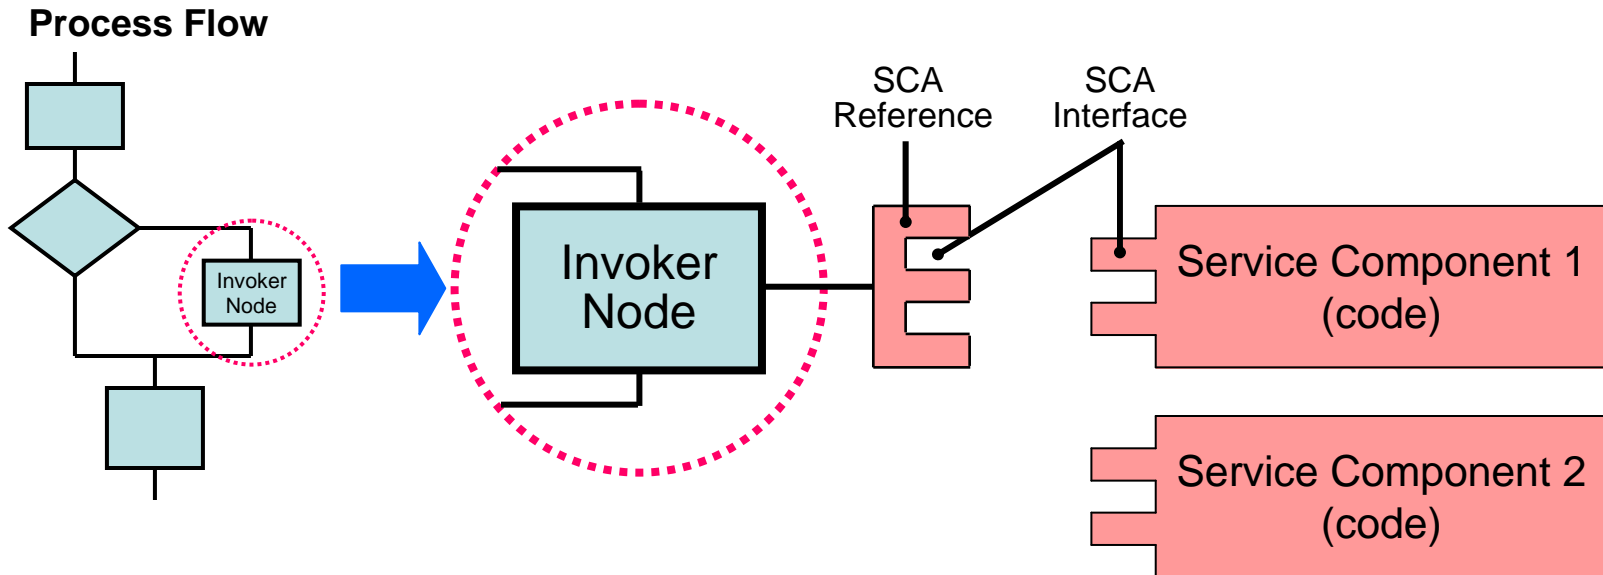 Process Flow
SCA
Reference
SCA
Interface
Invoker
Node
Invoker
Node
Service Component 1
(code)
Service Component 2
(code)